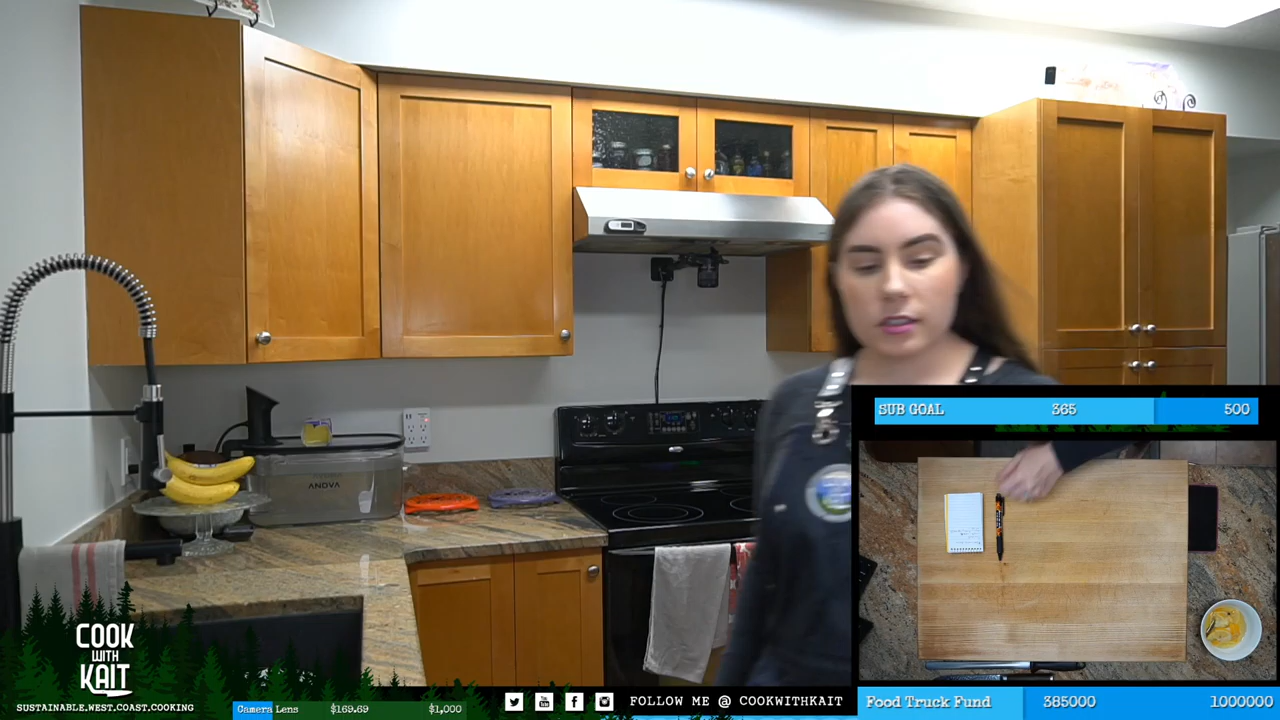 ANOVA
SUB GOAL 365 500
COOK
WITH
KAIT
SUSTAINABLE.WEST.COAST.COOKING
Camera Lens $169.69 $1,000
FOLLOW ME @ COOKWITHKAIT
Food Truck Fund 385000 1000000